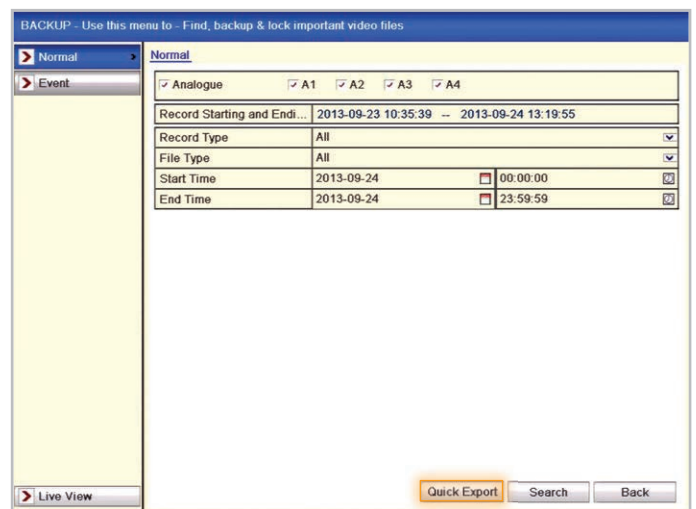 BACKUP - Use this menu to - Find, backup & lock important video files
Normal
Event
Live View
Normal
Analogue A1 A2 A3 A4
Record Starting and Endi... 2013-09-23 10:35:39 -- 2013-09-24 13:19:55
Record Type All
File Type All
Start Time 2013-09-24 00:00:00
End Time 2013-09-24 23:59:59
Quick Export Search Back